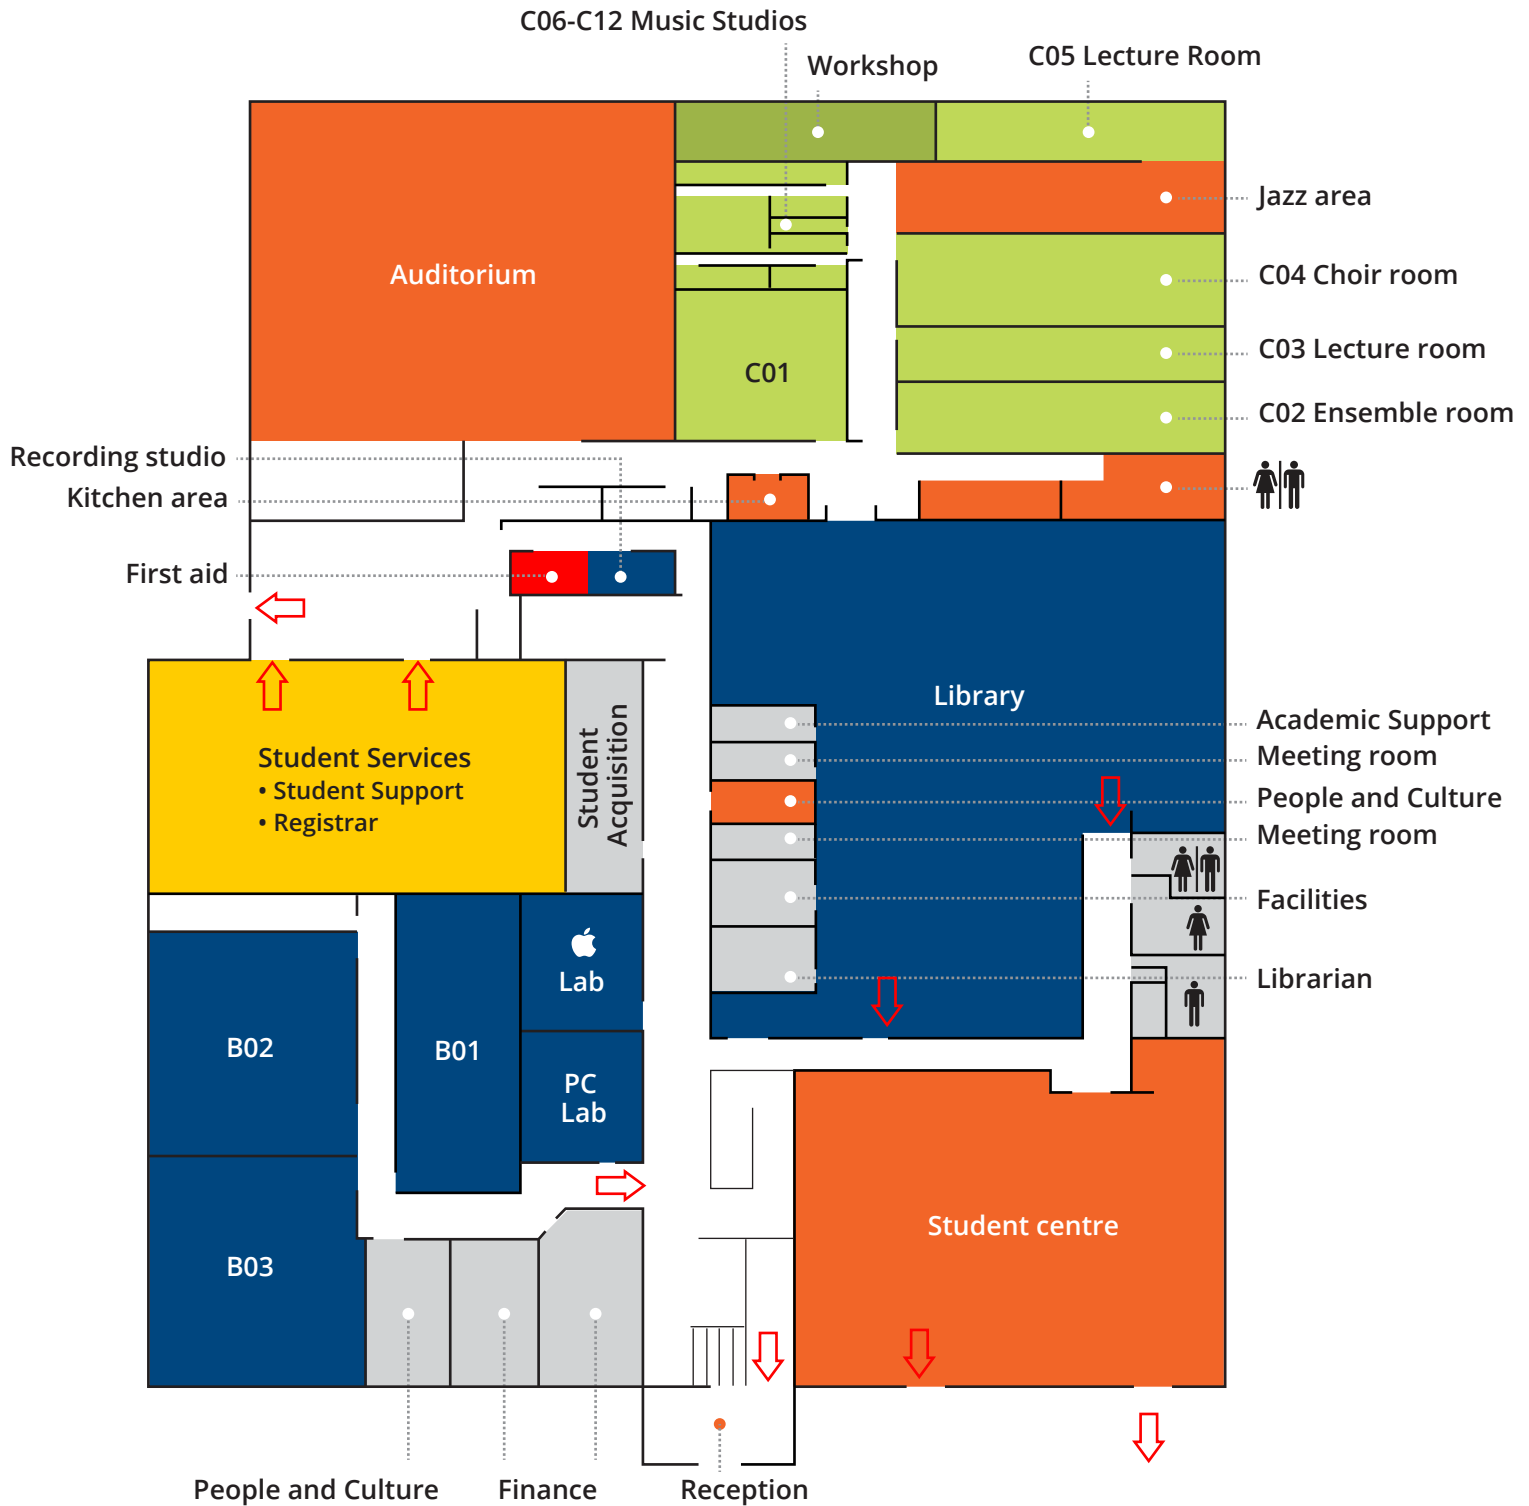 C06-C12 Music Studios
Workshop
C05 Lecture Room
Jazz area
Auditorium
C04 Choir room
C03 Lecture room
C01
C02 Ensemble room
Recording studio
Kitchen area
First aid
Library
Student
Acquisition
Academic Support
Student Services
• Student Support
• Registrar
Meeting room
People and Culture
Meeting room
Facilities
Lab
Librarian
B02
B01
PC
Lab
Student centre
B03
People and Culture
Finance
Reception